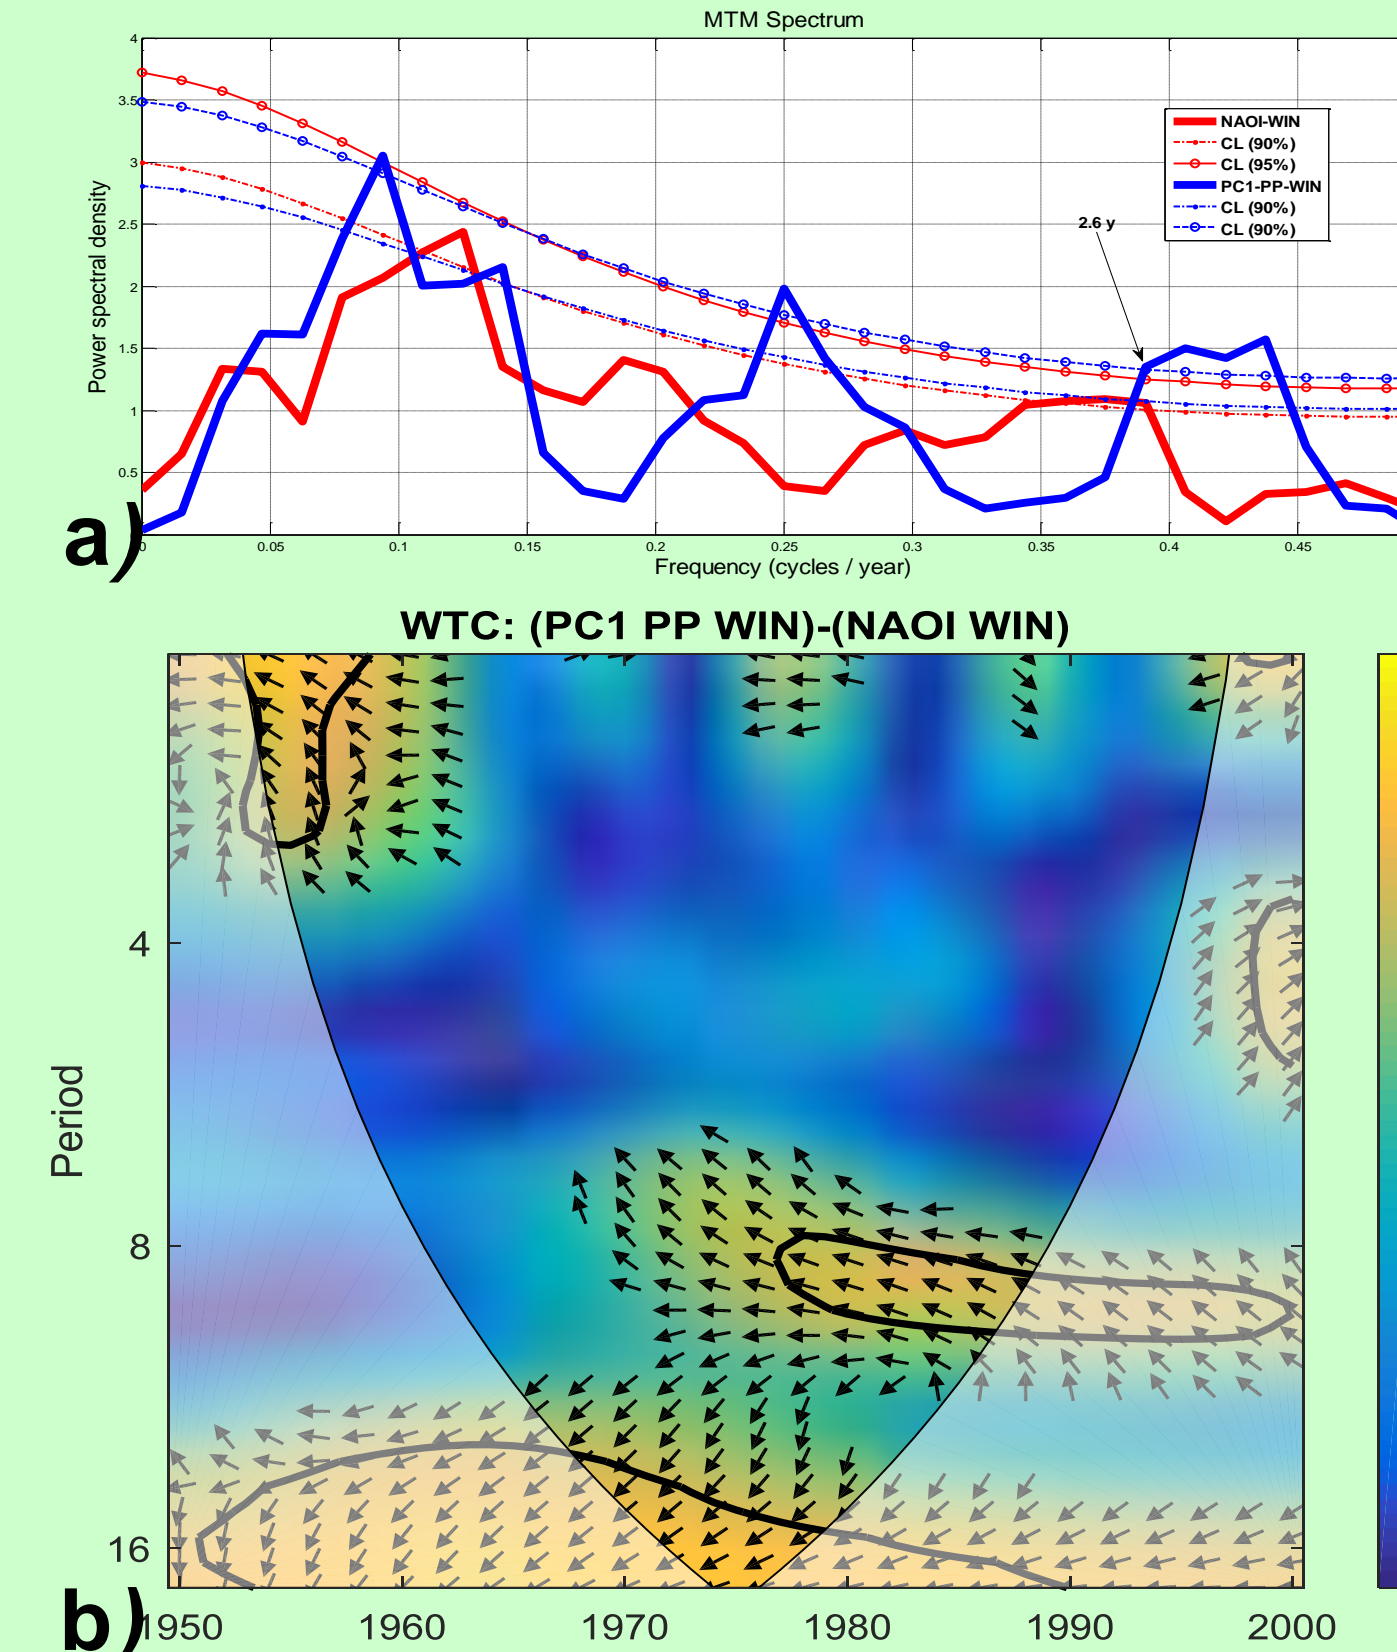 MTM Spectrum
4
3.5
3
2.5
2
1.5
1
0.5
Power spectral density
NAOI-WIN
CL (90%)
CL (95%)
PC1-PP-WIN
CL (90%)
CL (90%)
2.6 y
a)
0 0.05 0.1 0.15 0.2 0.25 0.3 0.35 0.4 0.45
Frequency (cycles / year)
WTC: (PC1 PP WIN)-(NAOI WIN)
4
8
16
Period
b)
1950 1960 1970 1980 1990 2000